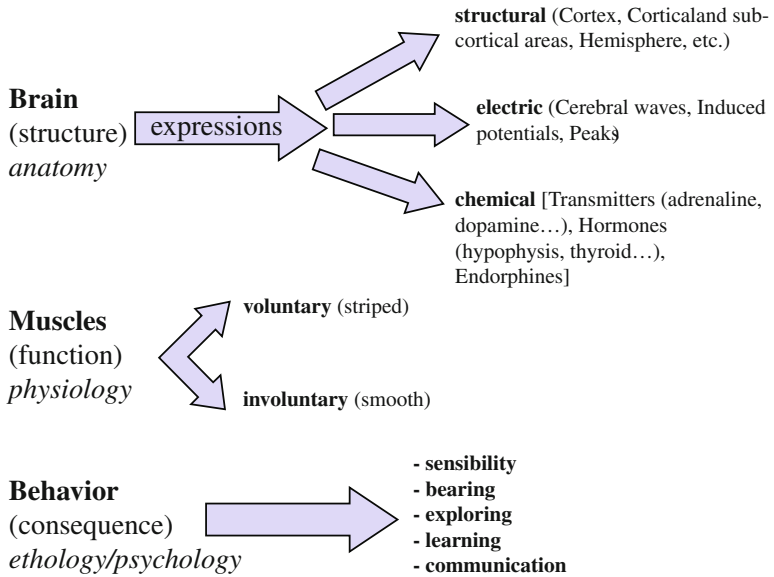 structural (Cortex, Corticaland sub-
cortical areas, Hemisphere, etc.)
Brain
(structure)
anatomy
expressions
electric (Cerebral waves, Induced
potentials, Peaks)
chemical [Transmitters (adrenaline,
dopamine…), Hormones
(hypophysis, thyroid…),
Endorphines]
Muscles
(function)
physiology
voluntary (striped)
involuntary (smooth)
Behavior
(consequence)
ethology/psychology
- sensibility
- bearing
- exploring
- learning
- communication